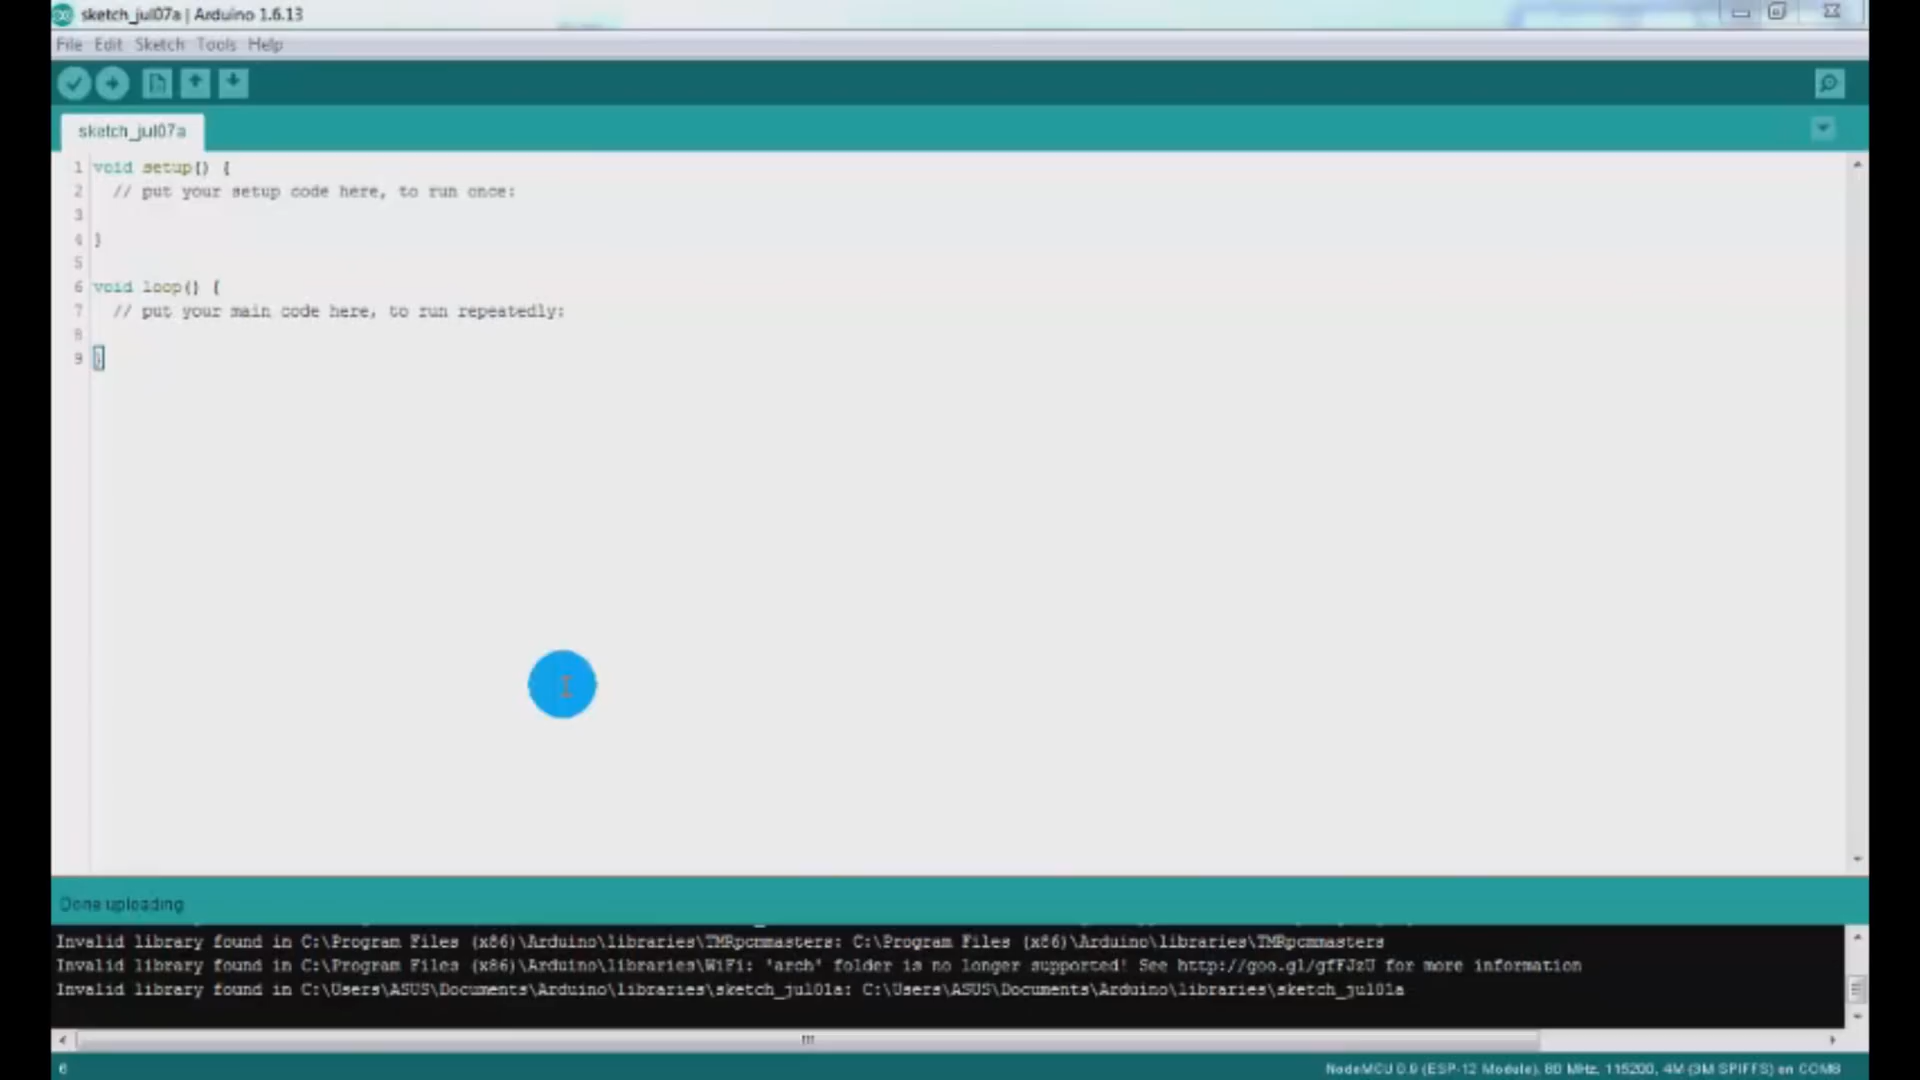 sketch_jul07a | Arduino 1.6.13
File Edit Sketch Tools Help
sketch_jul07a
1 void setup() {
2 // put your setup code here, to run once:
3
4 }
5
6 void loop() {
7 // put your main code here, to run repeatedly:
8
9 }
Done uploading
Invalid library found in C:\Program Files (x86)\Arduino\libraries\TMRpcmmasters: C:\Program Files (x86)\Arduino\libraries\TMRpcmmasters
Invalid library found in C:\Program Files (x86)\Arduino\libraries\WiFi: 'arch' folder is no longer supported! See http://goo.gl/gfFJzU for more information
Invalid library found in C:\Users\ASUS\Documents\Arduino\libraries\sketch_jul01a: C:\Users\ASUS\Documents\Arduino\libraries\sketch_jul01a
6 NodeMCU 0.9 (ESP-12 Module), 80 MHz, 115200, 4M (3M SPIFFS) on COM8